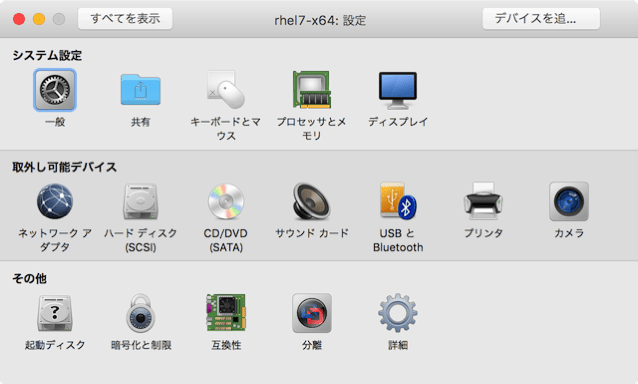 すべてを表示
rhel7-x64: 設定
デバイスを追...
システム設定
一般
共有
キーボードとマ
ウス
プロセッサとメ
モリ
ディスプレイ
取外し可能デバイス
ネットワーク ア
ダプタ
ハード ディスク
(SCSI)
CD/DVD
(SATA)
サウンド カード
USB と
Bluetooth
プリンタ
カメラ
その他
?
起動ディスク
暗号化と制限
互換性
分離
詳細